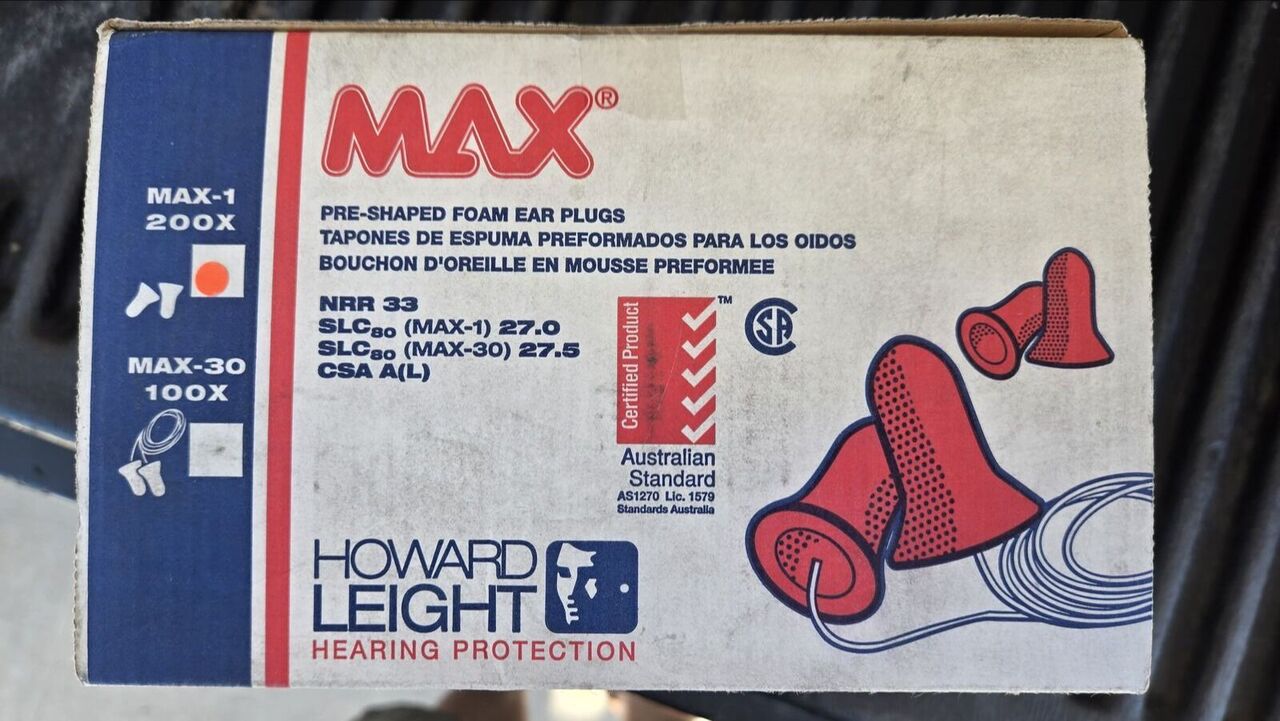 MAX®
MAX-1
200X
MAX-30
100X
PRE-SHAPED FOAM EAR PLUGS
TAPONES DE ESPUMA PREFORMADOS PARA LOS OIDOS
BOUCHON D'OREILLE EN MOUSSE PREFORMEE
NRR 33
SLC80 (MAX-1) 27.0
SLC80 (MAX-30) 27.5
CSA A(L)
Certified Product
TM
Australian
Standard
AS1270 Lic. 1579
Standards Australia
SA
HOWARD
LEIGHT
HEARING PROTECTION